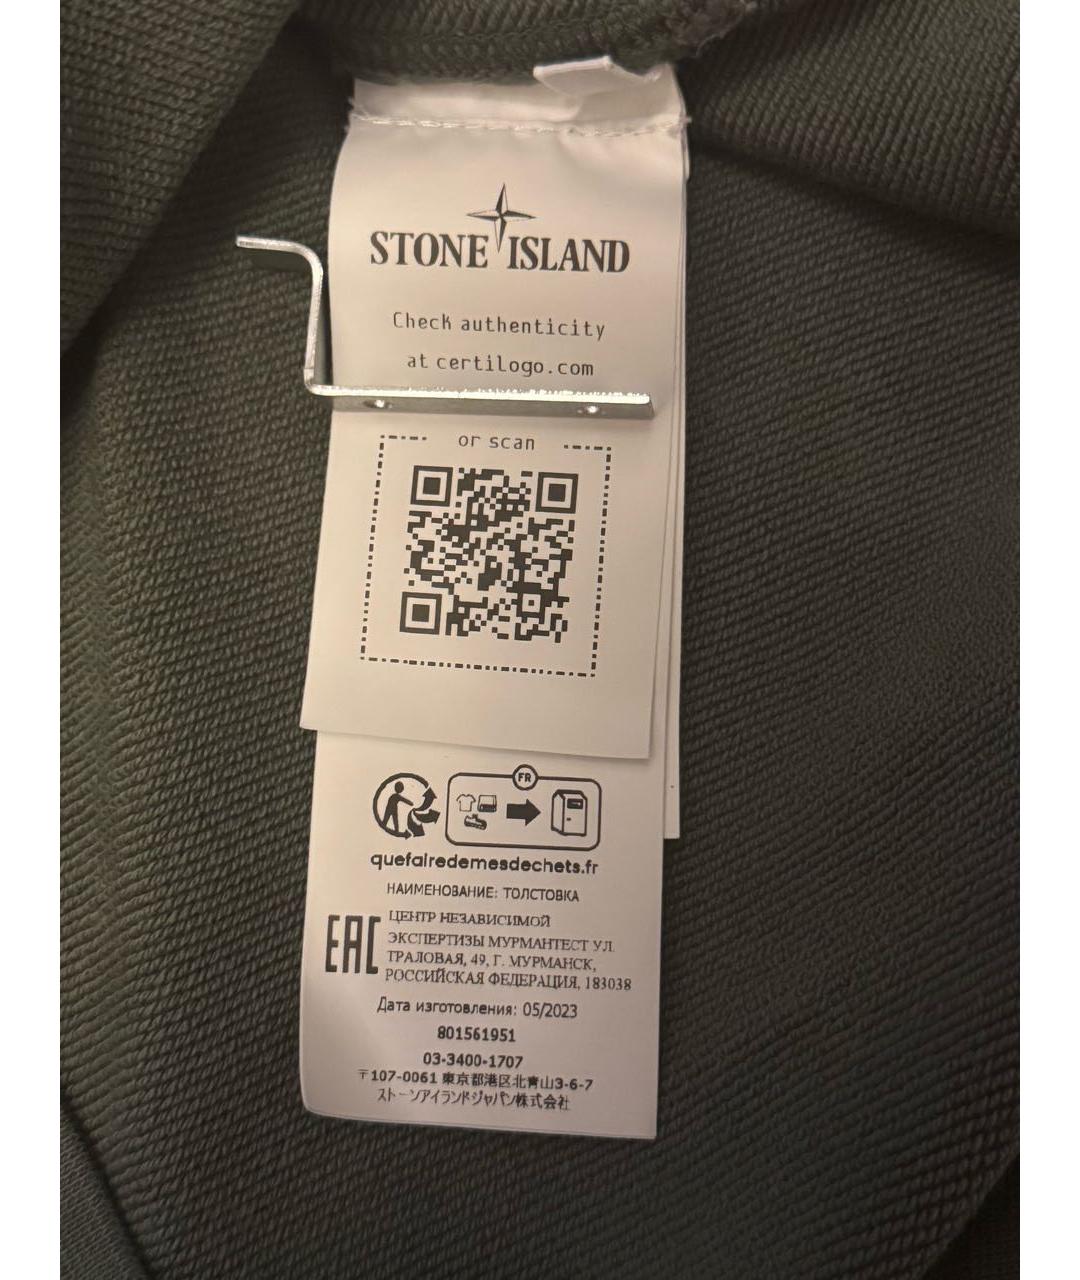 STONE ISLAND
Check authenticity
at certilogo.com
or scan
FR
quefairedemesdechets.fr
НАИМЕНОВАНИЕ: ТОЛСТОВКА
EAC
ЦЕНТР НЕЗАВИСИМОЙ
ЭКСПЕРТИЗЫ МУРМАНТЕСТ УЛ.
ТРАЛОВАЯ, 49, Г. МУРМАНСК,
РОССИЙСКАЯ ФЕДЕРАЦИЯ, 183038
Дата изготовления: 05/2023
801561951
03-3400-1707
〒107-0061 東京都港区北青山3-6-7
ストーンアイランドジャパン株式会社